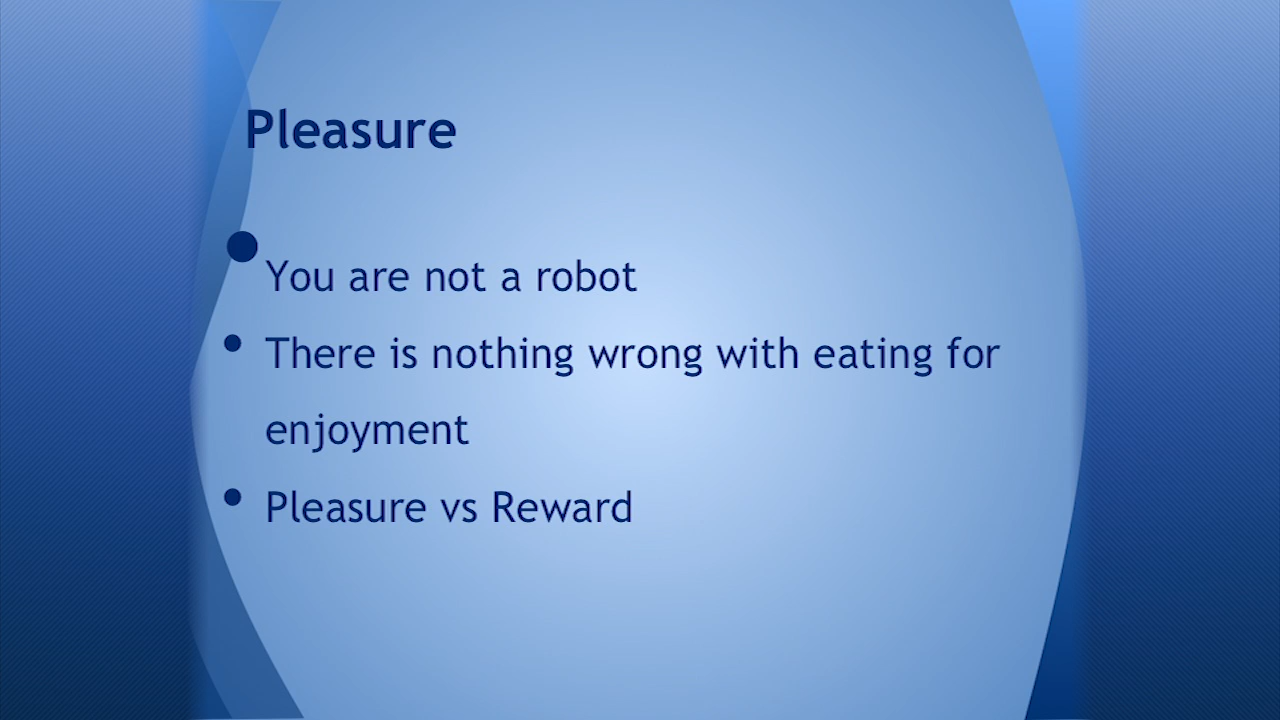 Pleasure
• You are not a robot
• There is nothing wrong with eating for
enjoyment
• Pleasure vs Reward